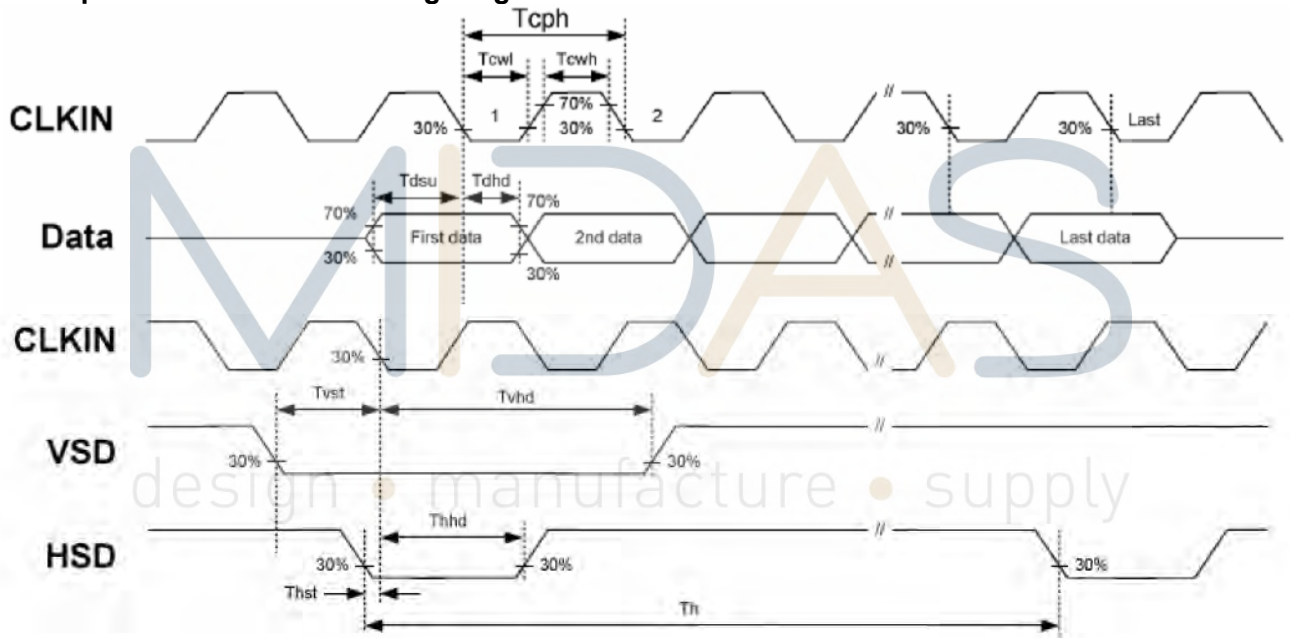 Tcph
Tcwl Tcwh
CLKIN 30% 1 70% 30% 2 // 30% 30% Last
Tdsu Tdhd
70% 70%
Data First data 2nd data // Last data
30% 30% //
CLKIN 30% //
Tvst Tvhd
VSD 30% 30% //
MIDAS
design • manufacture • supply
Thhd
HSD 30% 30% // 30%
Thst
Th